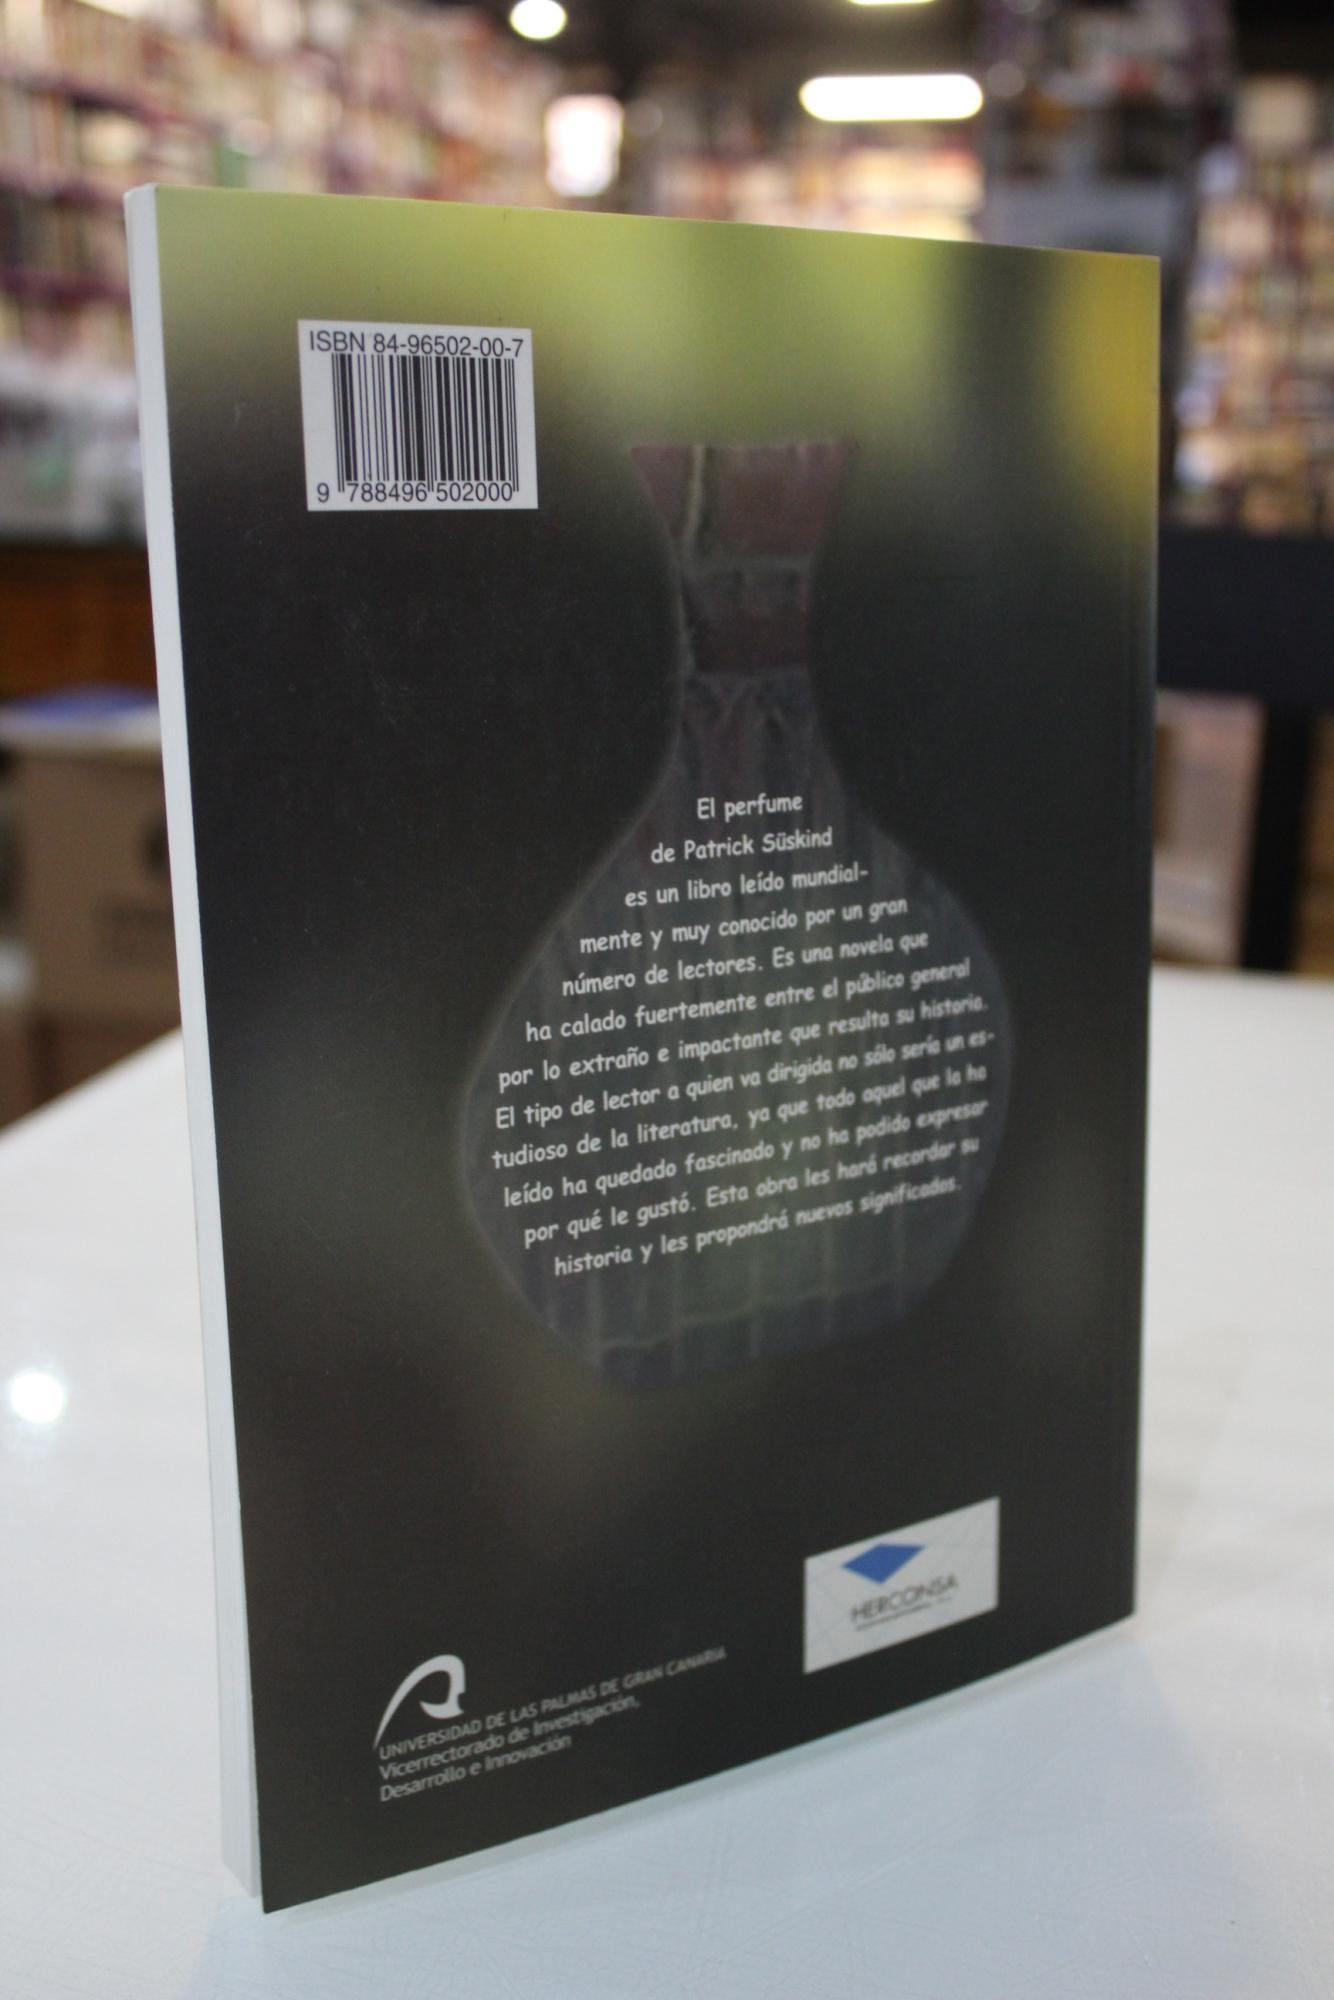 ISBN 84-96502-00-7
9 788496 502000
El perfume
de Patrick Süskind
es un libro leído mundial-
mente y muy conocido por un gran
número de lectores. Es una novela que
ha calado fuertemente entre el público general
por lo extraño e impactante que resulta su historia.
El tipo de lector a quien va dirigida no sólo sería un es-
tudioso de la literatura, ya que todo aquel que la ha
leído ha quedado fascinado y no ha podido expresar
por qué le gustó. Esta obra les hará recordar su
historia y les propondrá nuevos significados.
HERCONSA
UNIVERSIDAD DE LAS PALMAS DE GRAN CANARIA
Vicerrectorado de Investigación,
Desarrollo e Innovación